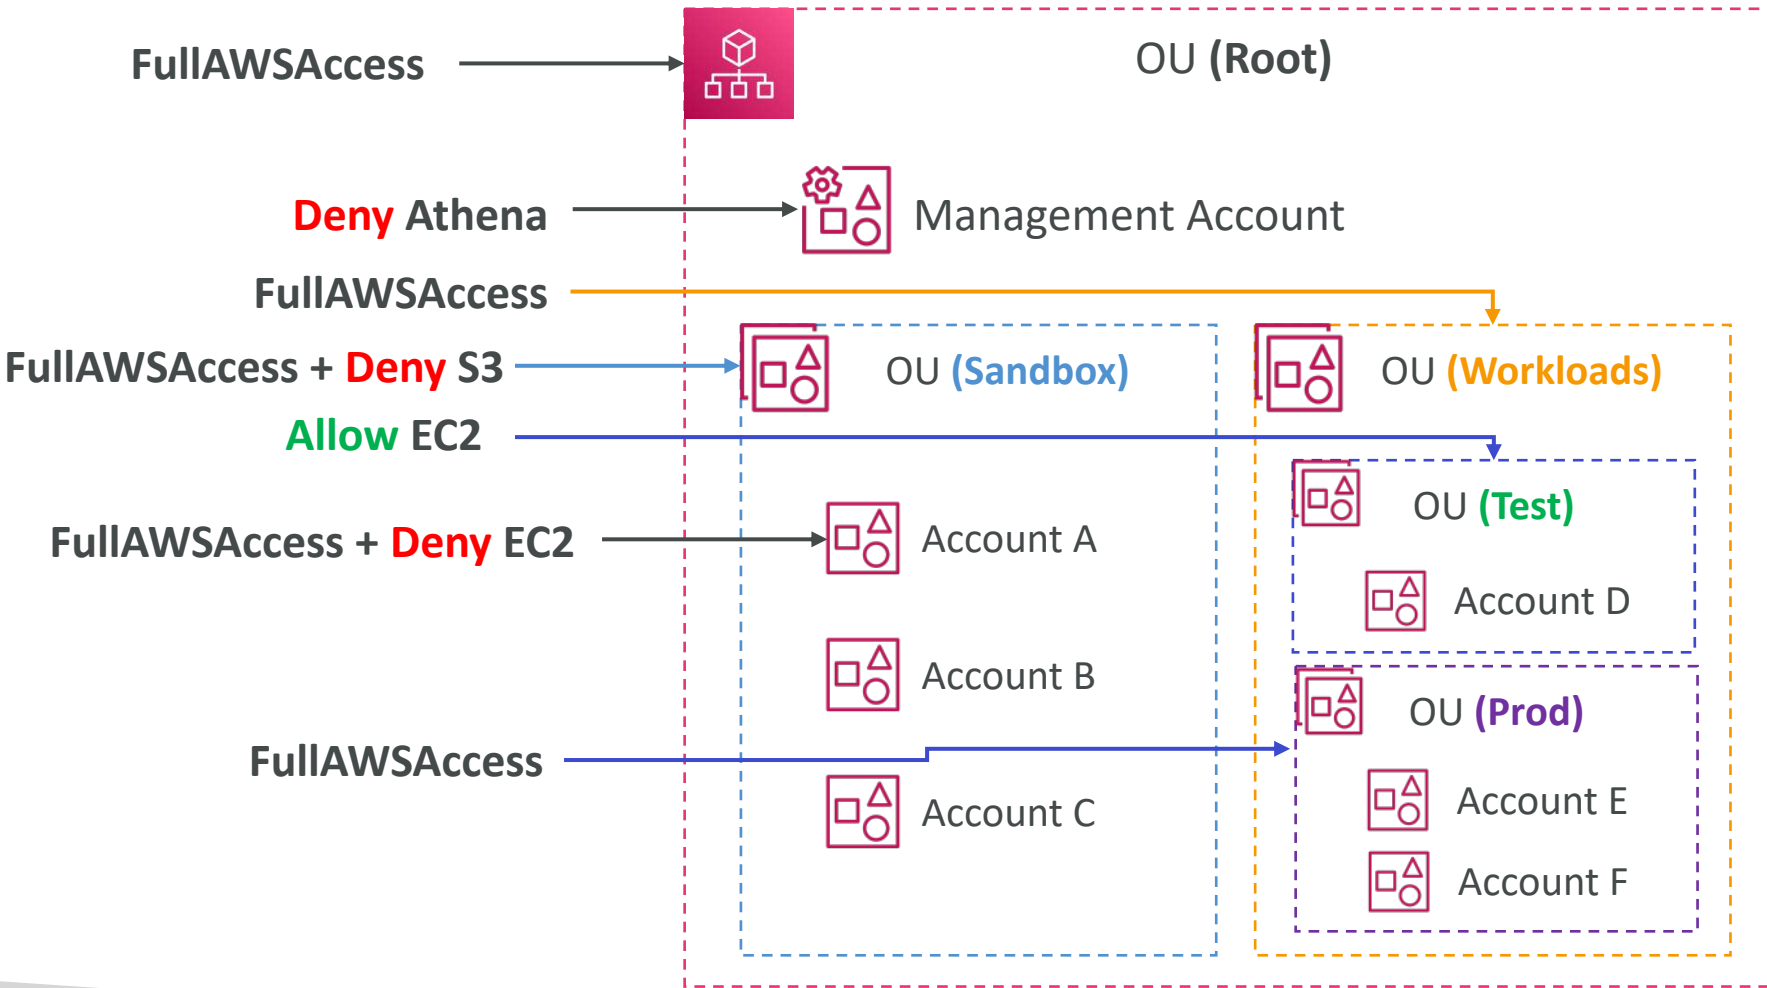 FullAWSAccess
OU (Root)
Deny Athena
Management Account
FullAWSAccess
FullAWSAccess + Deny S3
OU (Sandbox)
OU (Workloads)
Allow EC2
OU (Test)
FullAWSAccess + Deny EC2
Account A
Account D
Account B
OU (Prod)
FullAWSAccess
Account C
Account E
Account F